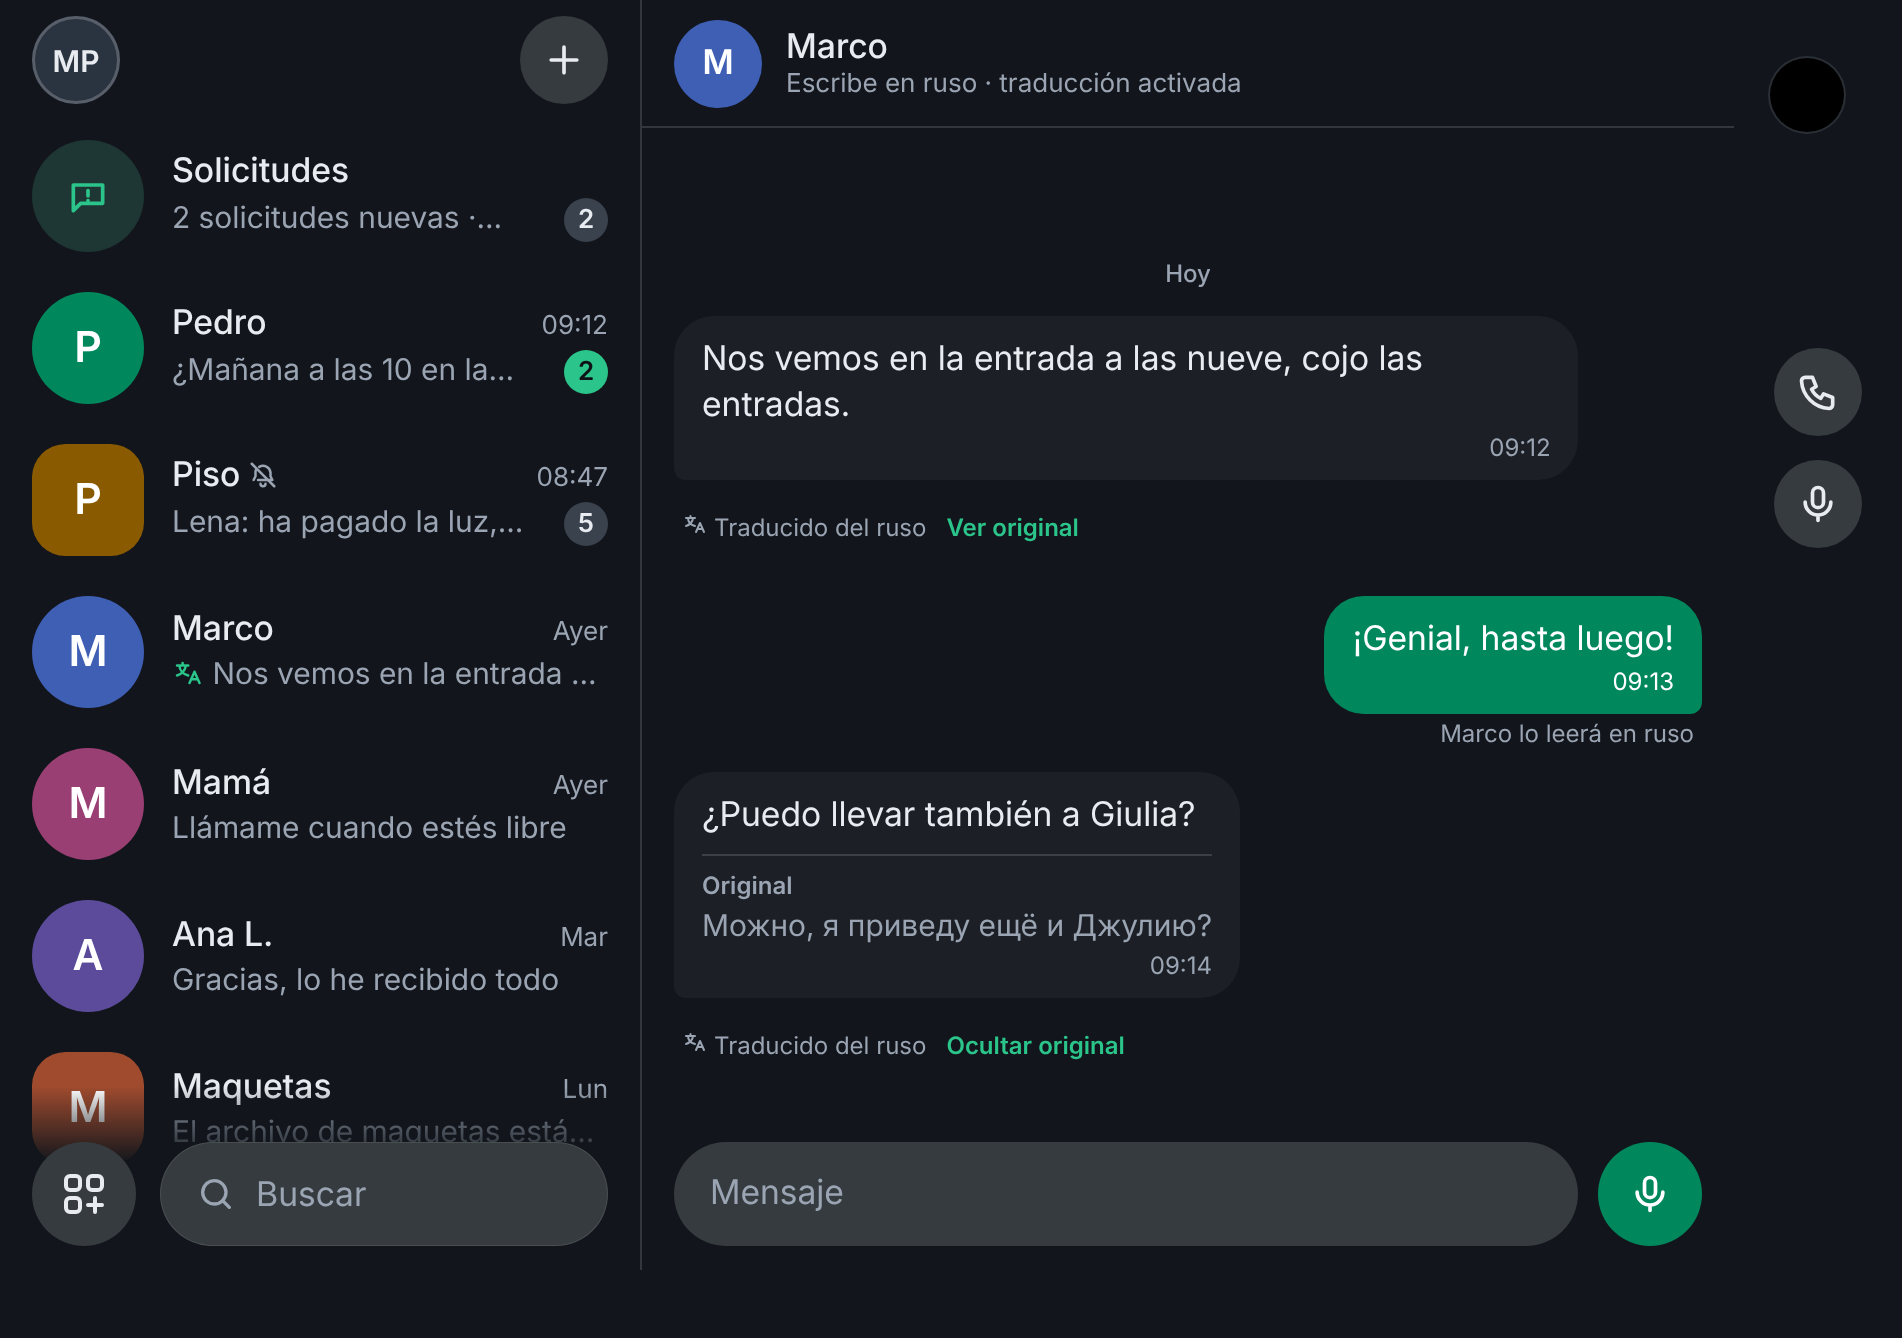 MP
Solicitudes
2 solicitudes nuevas ·...
2
P
Pedro
09:12
¿Mañana a las 10 en la...
2
P
Piso
08:47
Lena: ha pagado la luz,...
5
M
Marco
Ayer
Nos vemos en la entrada ...
M
Mamá
Ayer
Llámame cuando estés libre
A
Ana L.
Mar
Gracias, lo he recibido todo
M
Maquetas
Lun
El archivo de maquetas está...
Buscar
M
Marco
Escribe en ruso · traducción activada
Hoy
Nos vemos en la entrada a las nueve, cojo las
entradas.
09:12
Traducido del ruso Ver original
¡Genial, hasta luego!
09:13
Marco lo leerá en ruso
¿Puedo llevar también a Giulia?
Original
Можно, я приведу ещё и Джулию?
09:14
Traducido del ruso Ocultar original
Mensaje